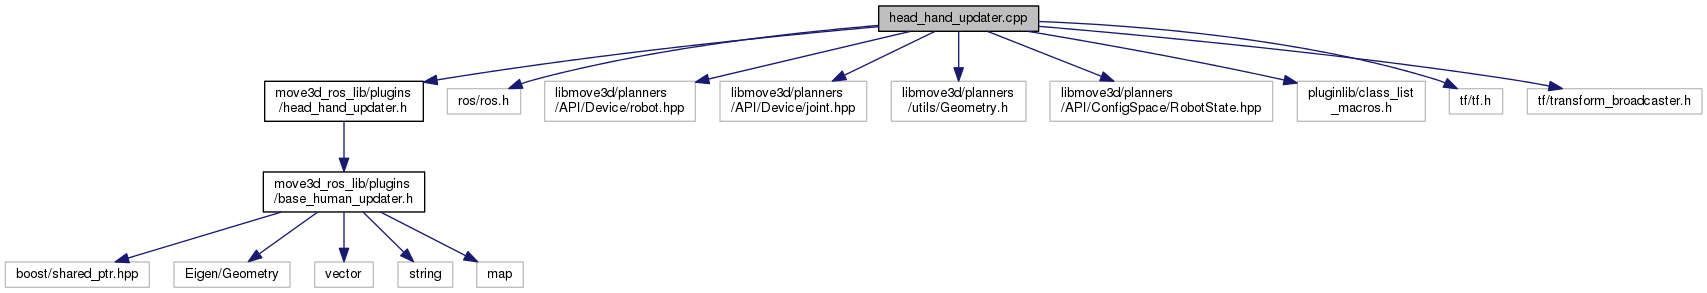 head_hand_updater.cpp
move3d_ros_lib/plugins
/head_hand_updater.h
ros/ros.h
libmove3d/planners
/API/Device/robot.hpp
libmove3d/planners
/API/Device/joint.hpp
libmove3d/planners
/utils/Geometry.h
libmove3d/planners
/API/ConfigSpace/RobotState.hpp
pluginlib/class_list
_macros.h
tf/tf.h
tf/transform_broadcaster.h
move3d_ros_lib/plugins
/base_human_updater.h
boost/shared_ptr.hpp
Eigen/Geometry
vector
string
map